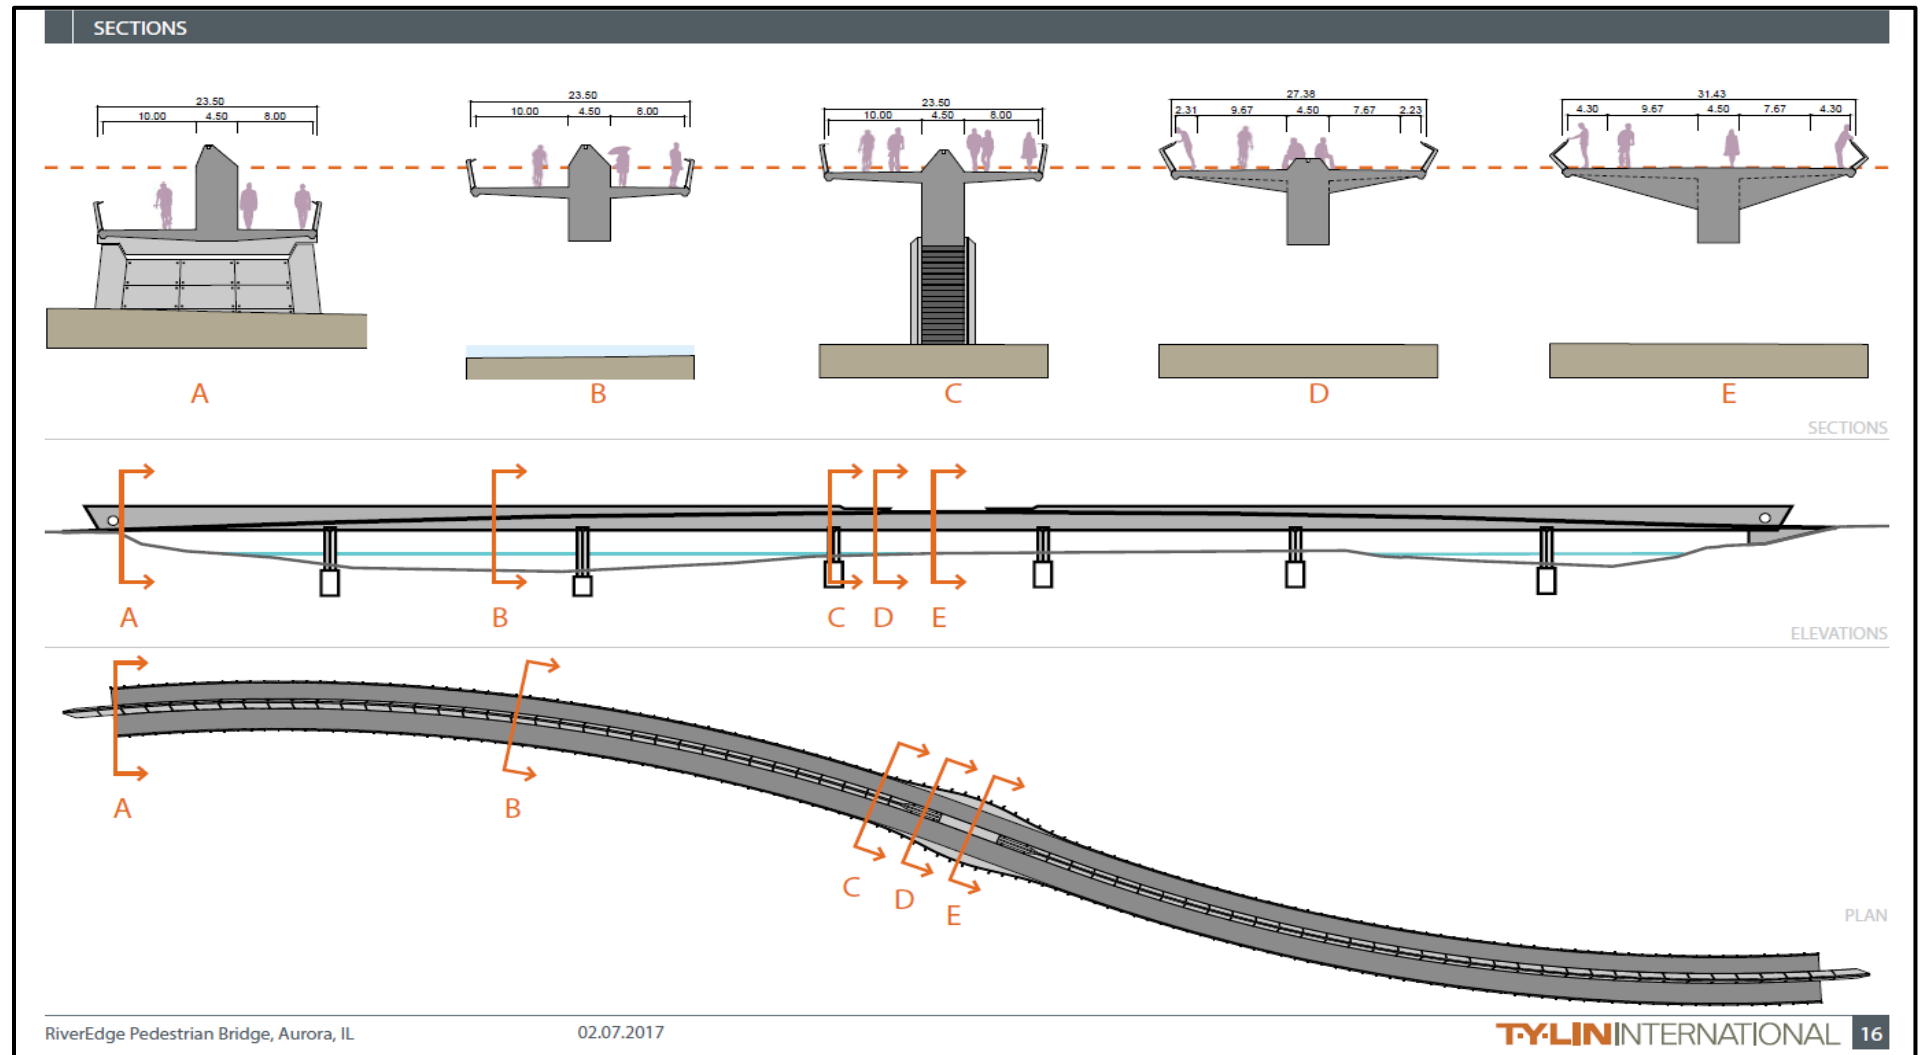 SECTIONS
23.50
10.00 4.50 8.00
23.50
10.00 4.50 8.00
23.50
10.00 4.50 8.00
27.38
2.31 9.67 4.50 7.67 2.23
31.43
4.30 9.67 4.50 7.67 4.30
A B C D E
SECTIONS
A B C D E
ELEVATIONS
A B C D E
PLAN
RiverEdge Pedestrian Bridge, Aurora, IL 02.07.2017 T·Y·LININTERNATIONAL 16